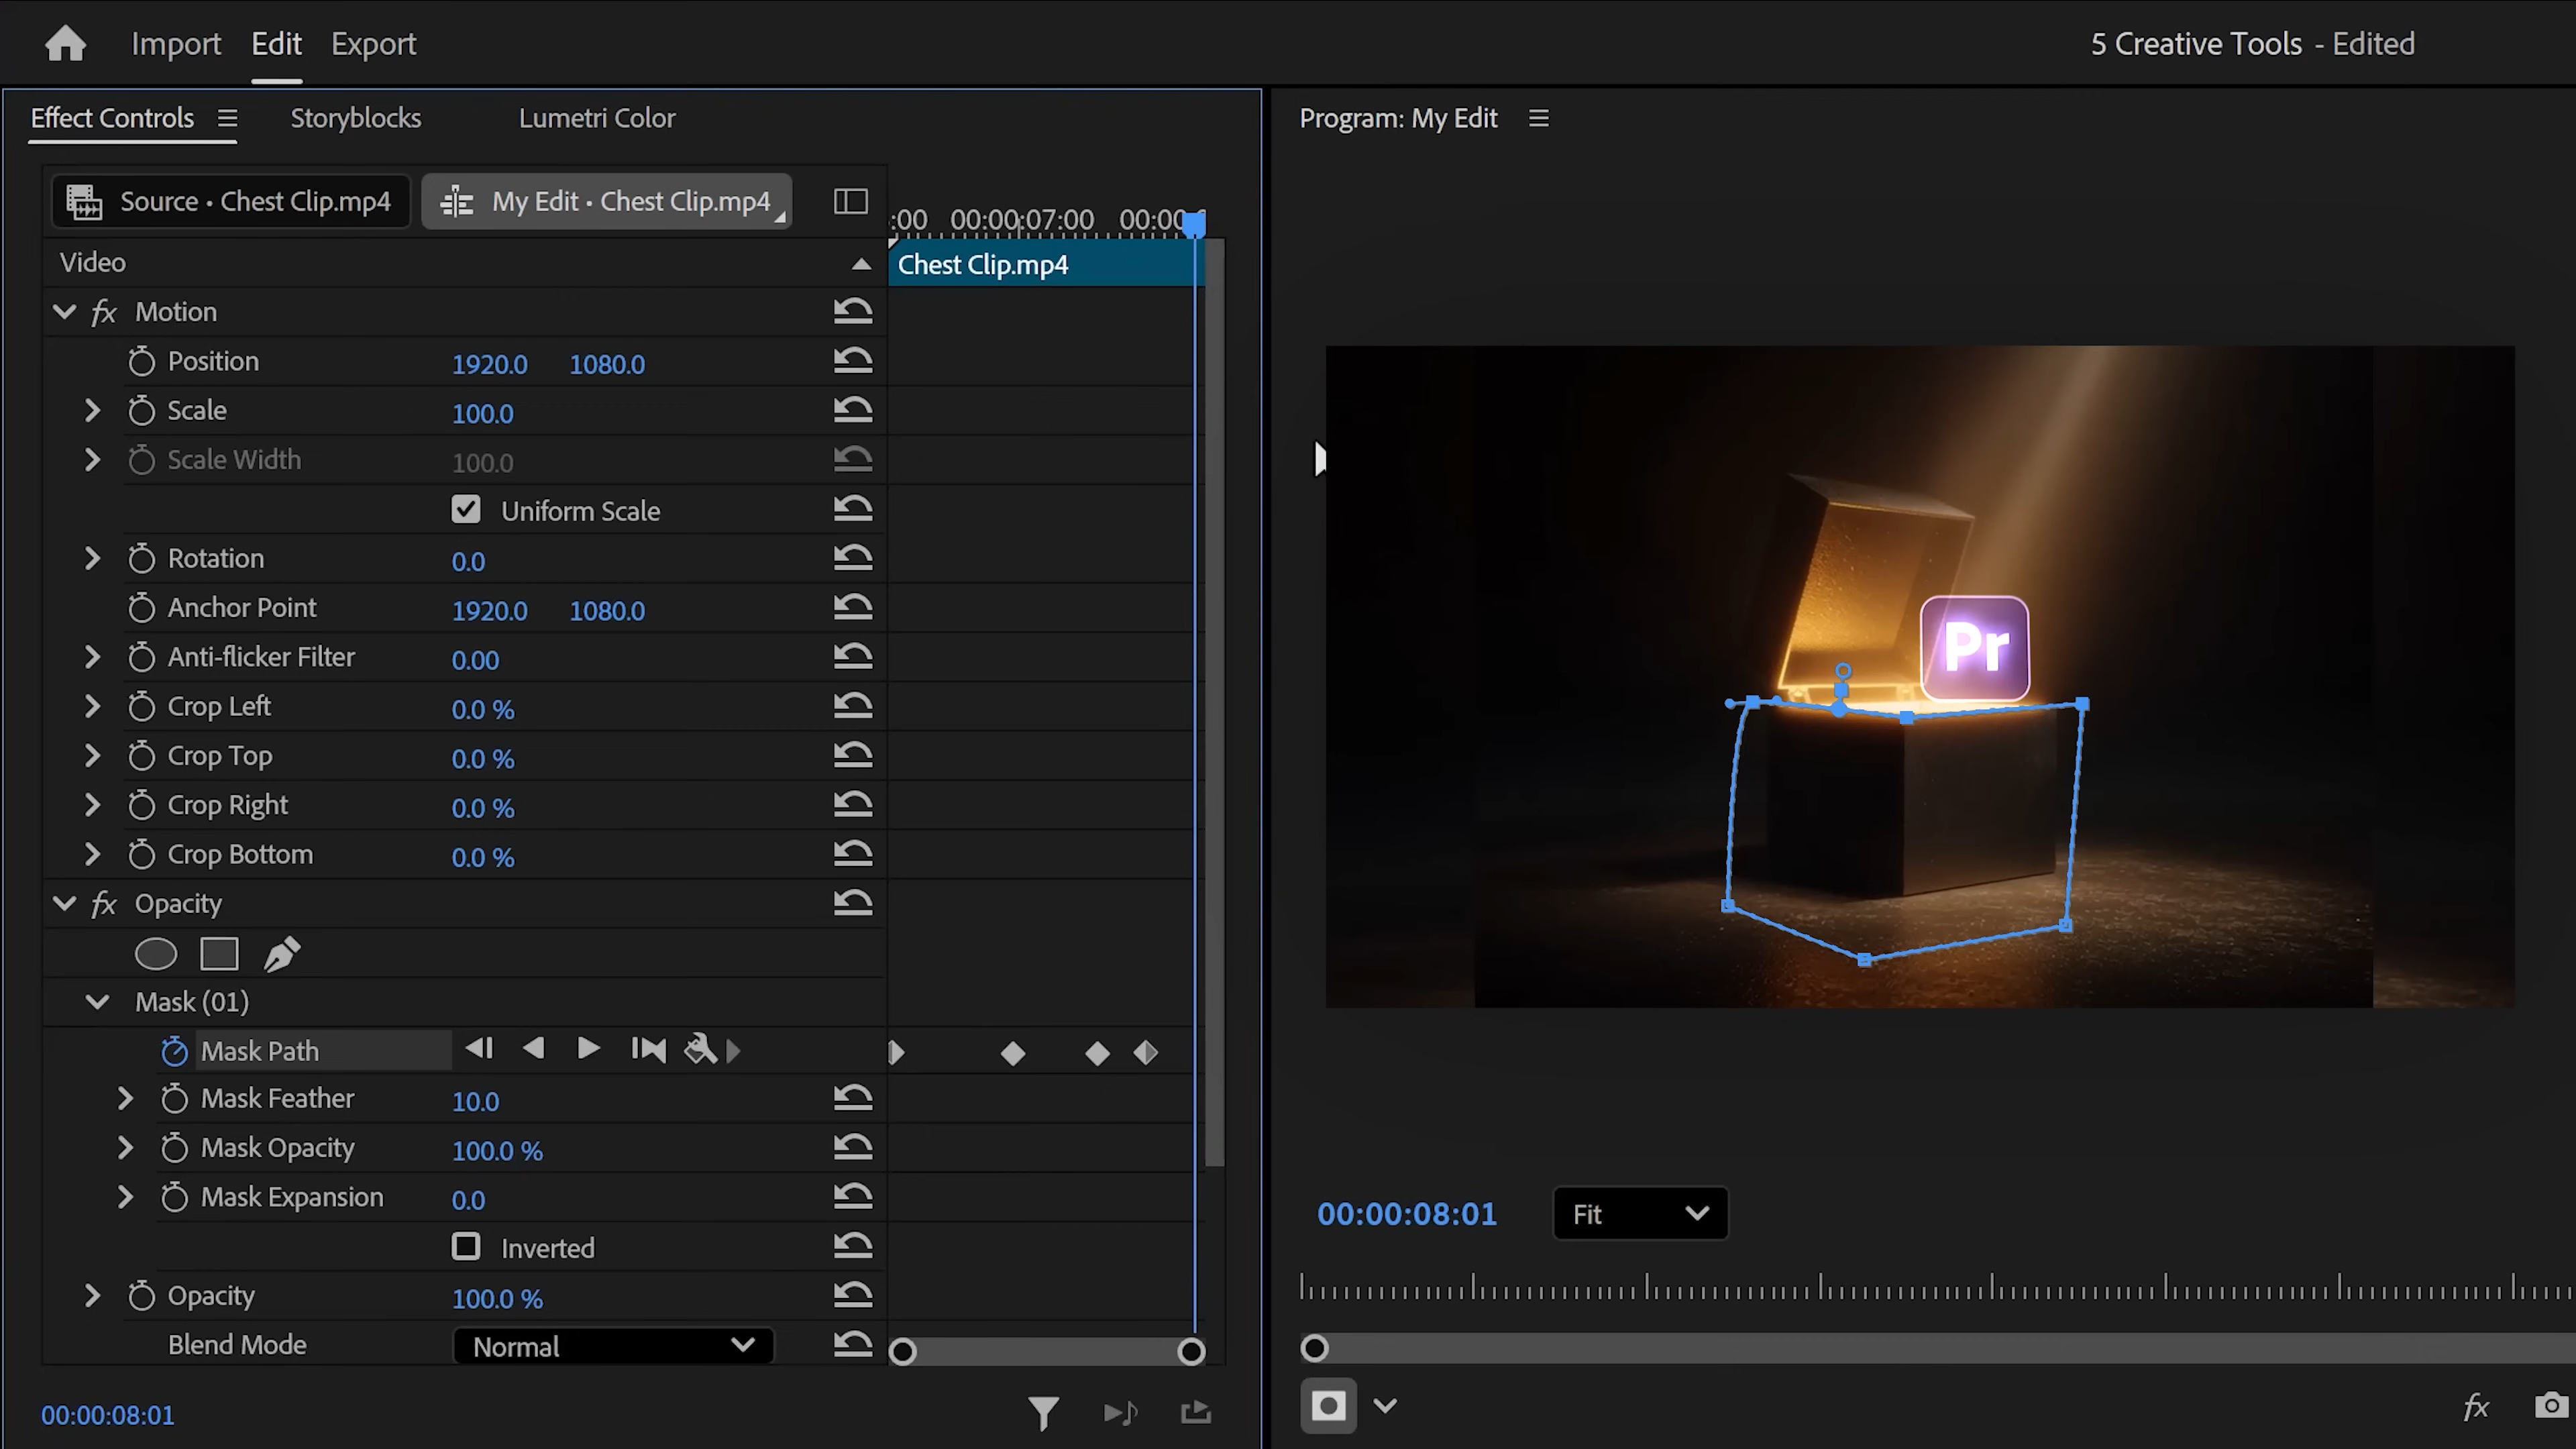 Import Edit Export
5 Creative Tools - Edited
Effect Controls
Storyblocks
Lumetri Color
Source • Chest Clip.mp4
My Edit • Chest Clip.mp4
:00 00:00:07:00 00:00
Video
Chest Clip.mp4
fx Motion
Position 1920.0 1080.0
Scale 100.0
Scale Width 100.0
Uniform Scale
Rotation 0.0
Anchor Point 1920.0 1080.0
Anti-flicker Filter 0.00
Crop Left 0.0 %
Crop Top 0.0 %
Crop Right 0.0 %
Crop Bottom 0.0 %
fx Opacity
Mask (01)
Mask Path
Mask Feather 10.0
Mask Opacity 100.0 %
Mask Expansion 0.0
Inverted
Opacity 100.0 %
Blend Mode Normal
00:00:08:01
Program: My Edit
Pr
00:00:08:01 Fit
fx